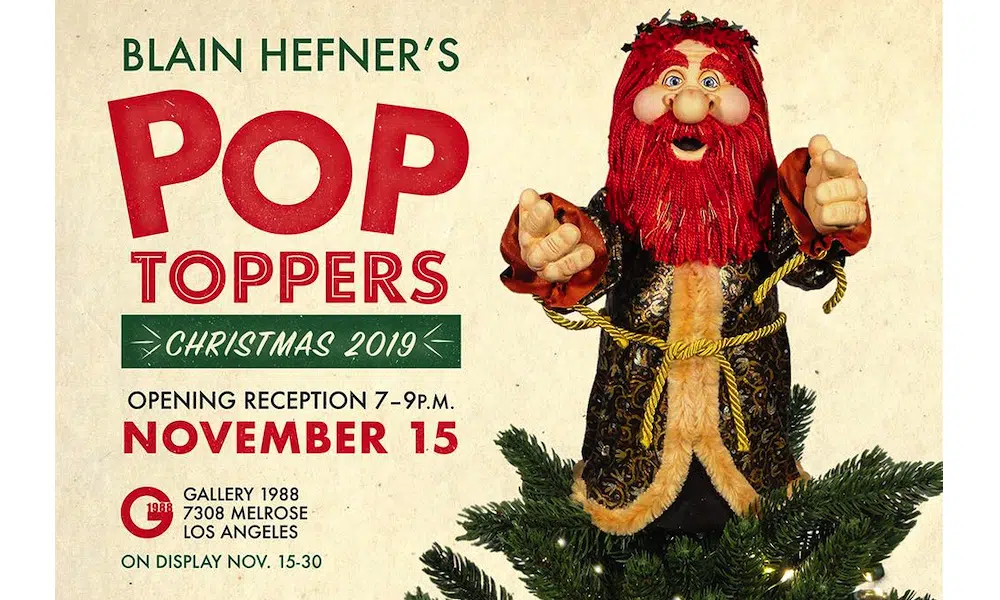 BLAIN HEFNER'S
POP
TOPPERS
CHRISTMAS 2019
OPENING RECEPTION 7–9P.M.
NOVEMBER 15
G 1988
GALLERY 1988
7308 MELROSE
LOS ANGELES
ON DISPLAY NOV. 15-30